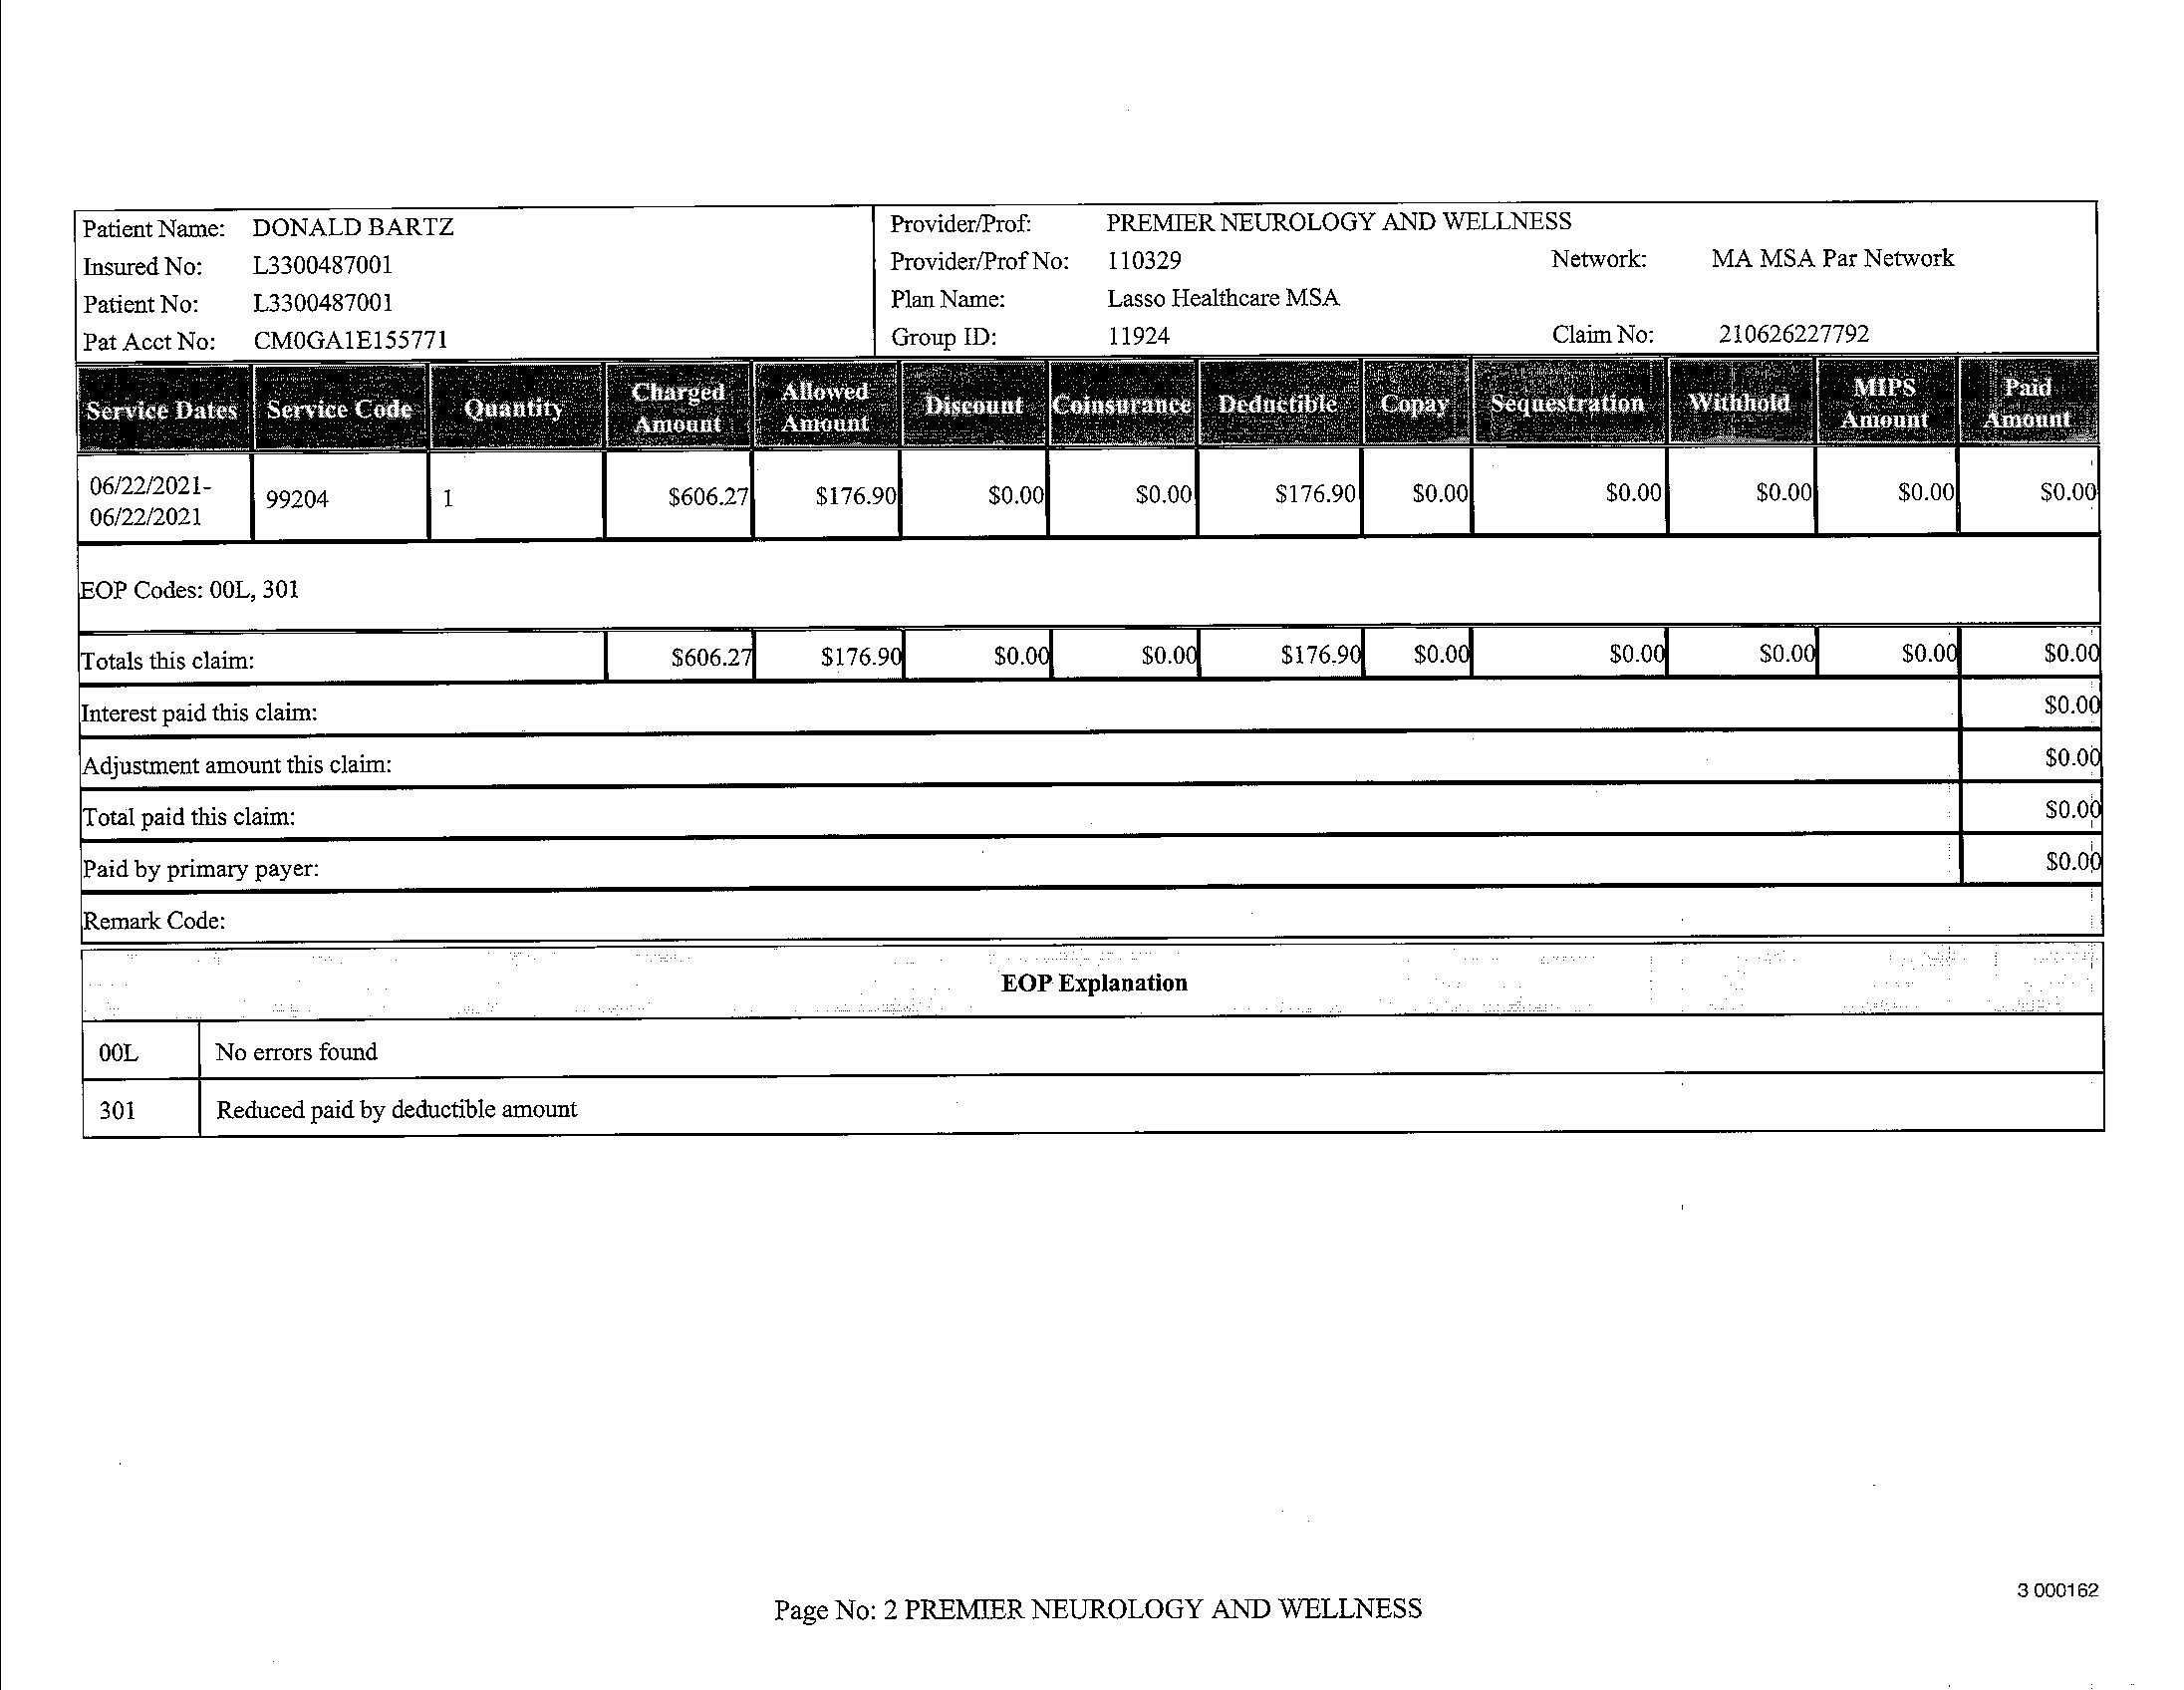 Patient Name: DONALD BARTZ Provider/Prof: PREMIER NEUROLOGY AND WELLNESS
Insured No: L3300487001 Provider/Prof No: 110329 Network: MA MSA Par Network
Patient No: L3300487001 Plan Name: Lasso Healthcare MSA
Pat Acct No: CM0GA1E155771 Group ID: 11924 Claim No: 210626227792
Service Dates Service Code Quantity Charged Amount Allowed Amount Discount Coinsurance Deductible Copay Sequestration Withhold MIPS Amount Paid Amount
06/22/2021- 99204 1 $606.27 $176.90 $0.00 $0.00 $176.90 $0.00 $0.00 $0.00 $0.00 $0.00
06/22/2021
EOP Codes: 00L, 301
Totals this claim: $606.27 $176.90 $0.00 $0.00 $176.90 $0.00 $0.00 $0.00 $0.00 $0.00
Interest paid this claim: $0.00
Adjustment amount this claim: $0.00
Total paid this claim: $0.00
Paid by primary payer: $0.00
Remark Code:
EOP Explanation
00L No errors found
301 Reduced paid by deductible amount
3 000162
Page No: 2 PREMIER NEUROLOGY AND WELLNESS